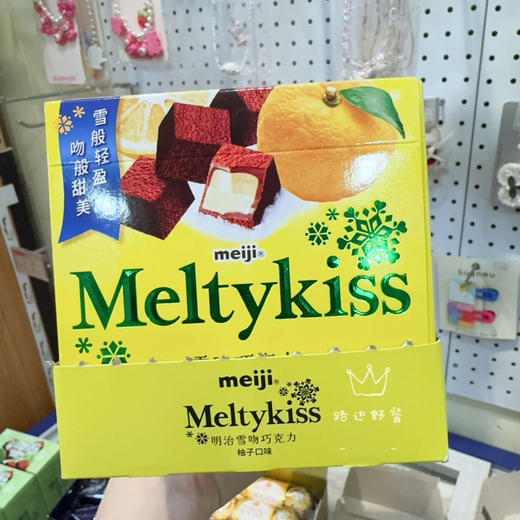 雪般轻盈
吻般甜美
meiji®
Meltykiss
meiji®
Meltykiss
明治雪吻巧克力
柚子口味
路边野餐